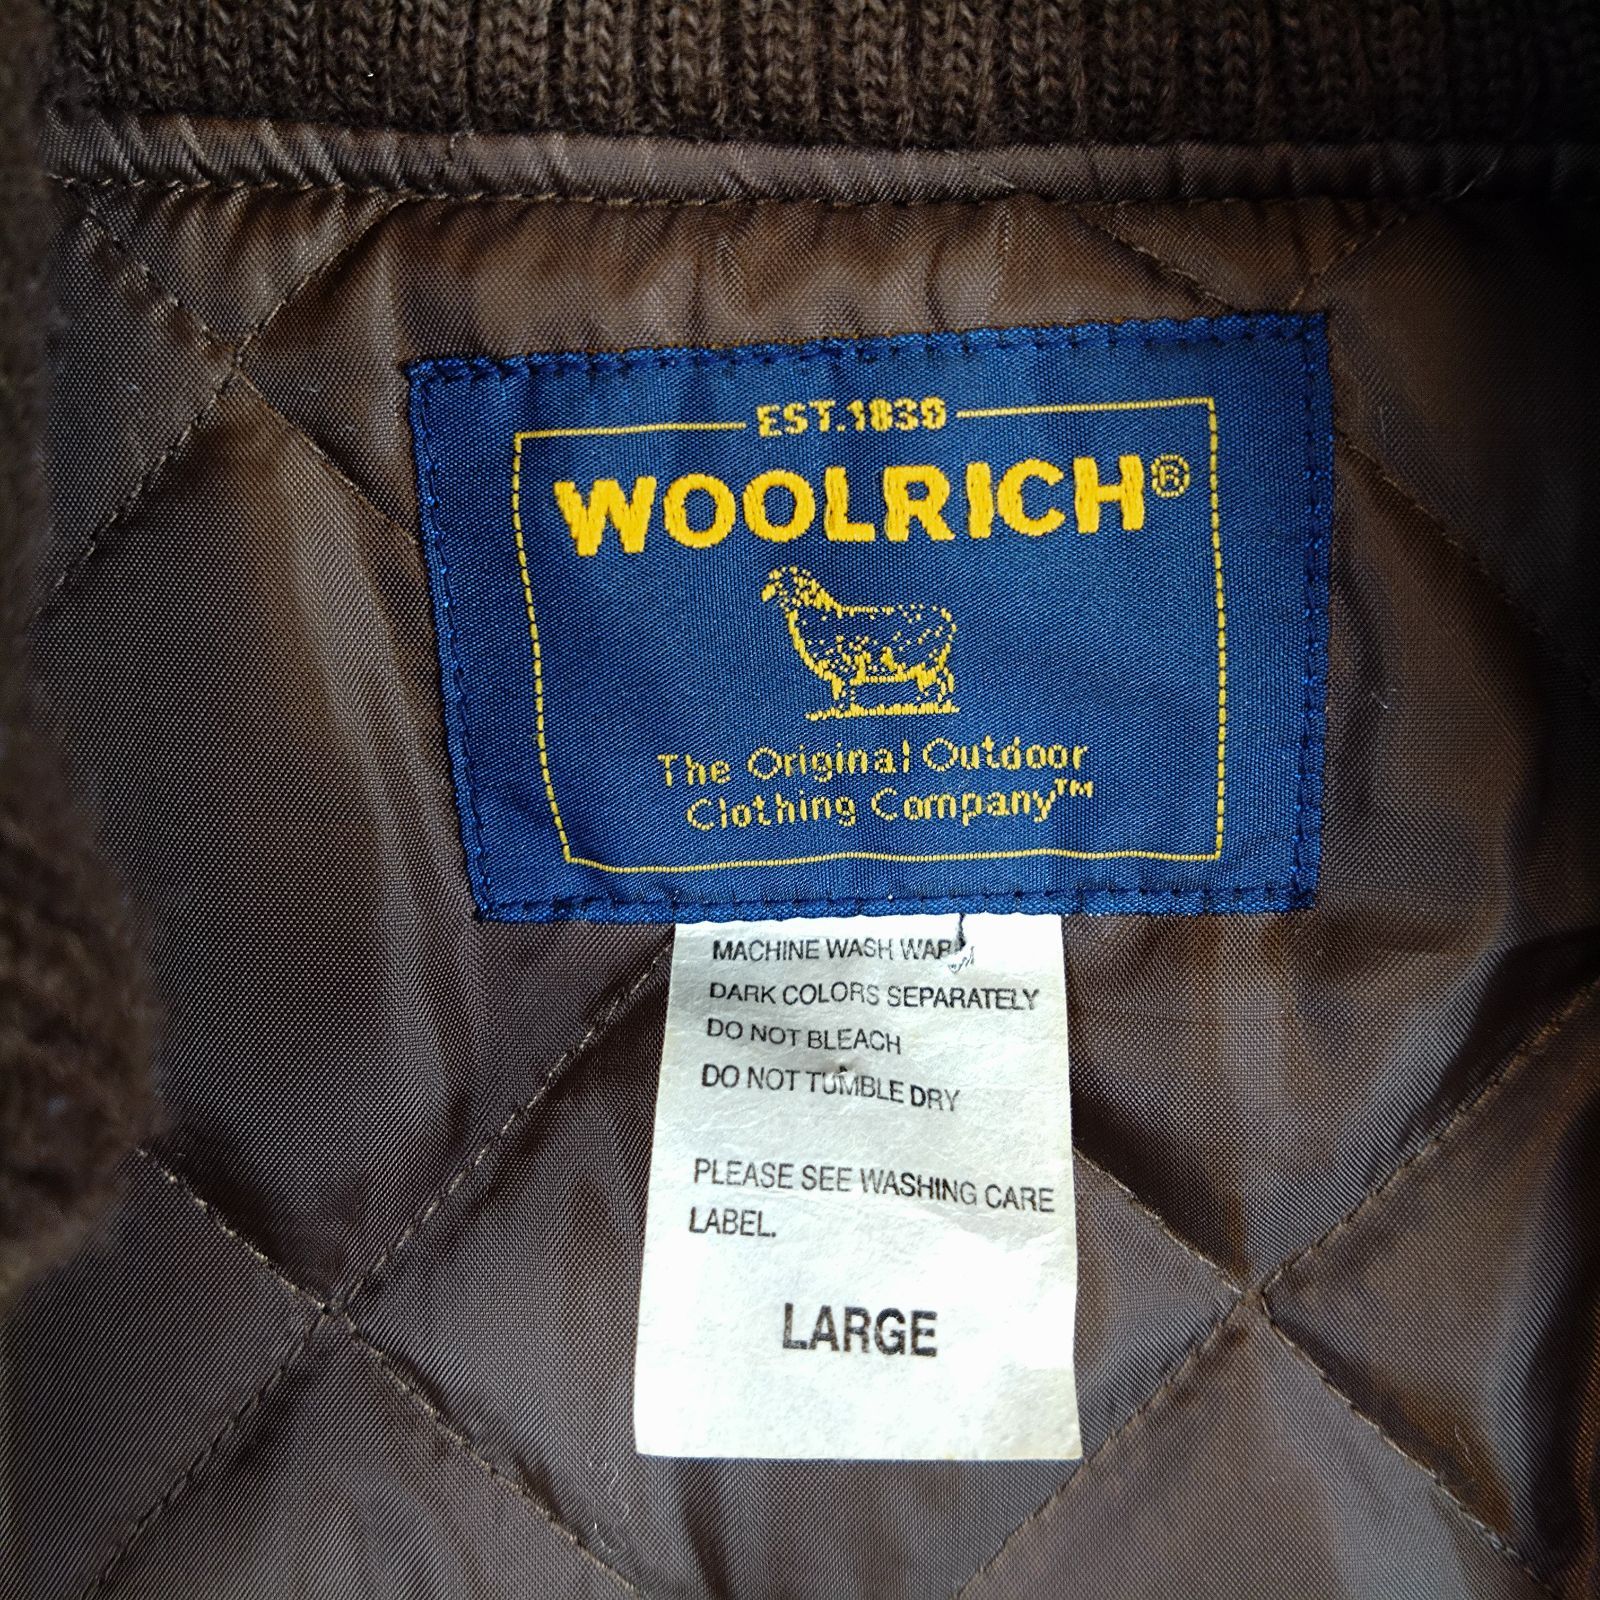 EST.1830
WOOLRICH®
The Original Outdoor
Clothing Company™
MACHINE WASH WARM
DARK COLORS SEPARATELY
DO NOT BLEACH
DO NOT TUMBLE DRY
PLEASE SEE WASHING CARE
LABEL.
LARGE